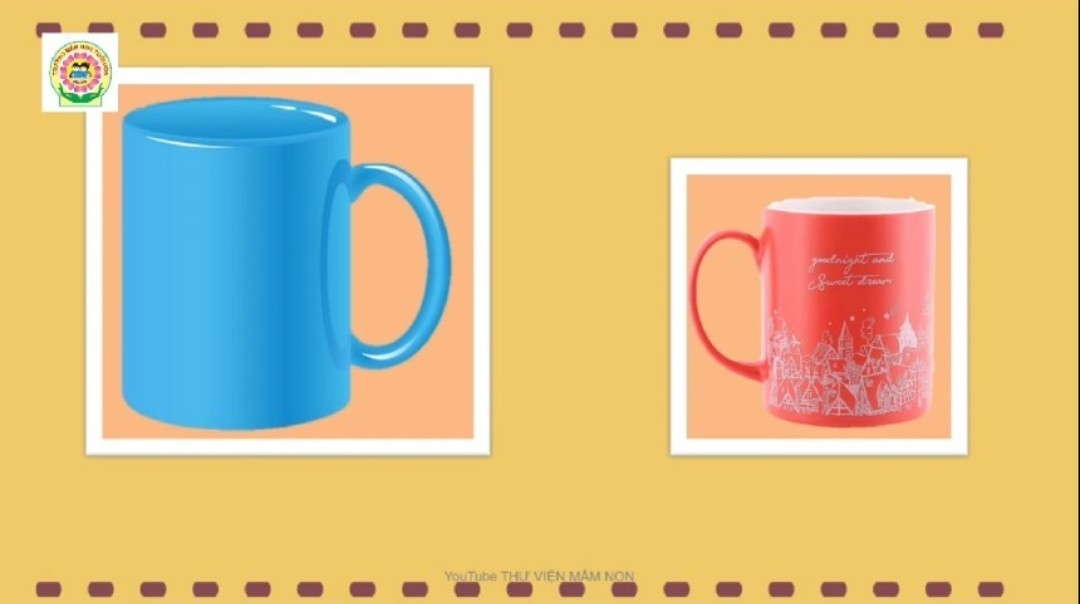 goodnight and
Sweet dream
YouTube THƯ VIỆN MẦM NON